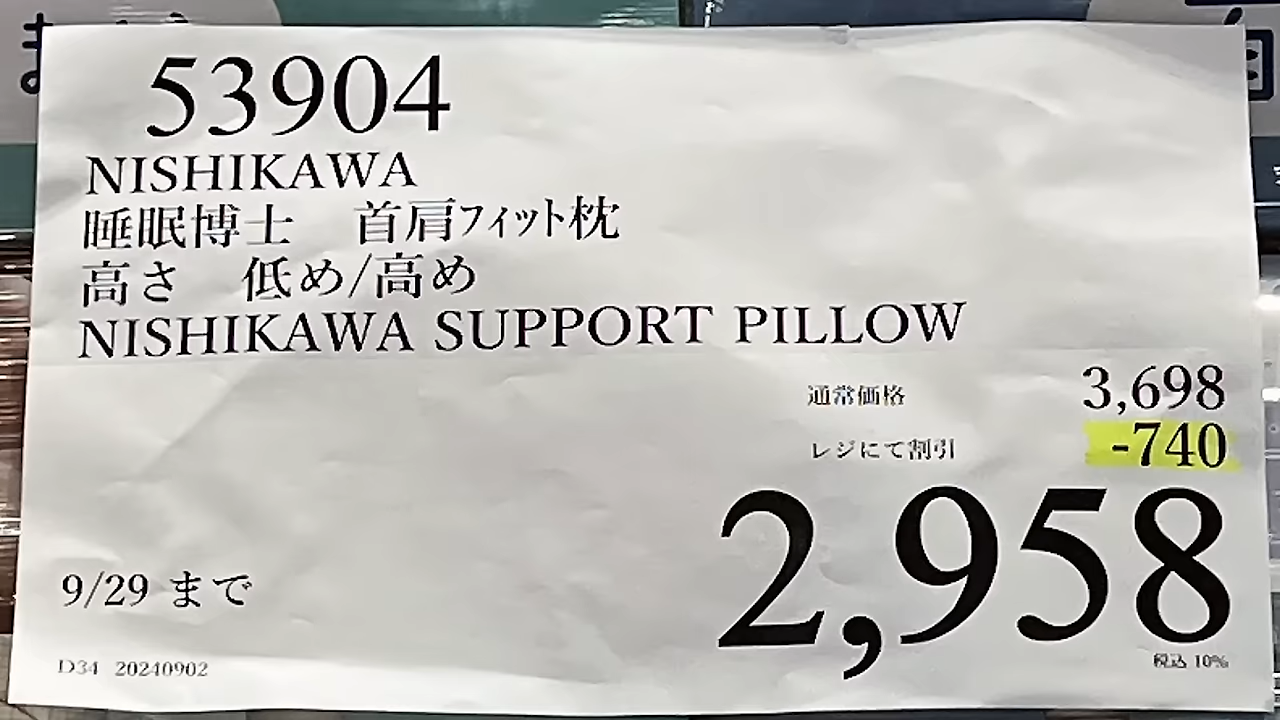 53904
NISHIKAWA
睡眠博士　首肩フィット枕
高さ　低め/高め
NISHIKAWA SUPPORT PILLOW
通常価格 3,698
レジにて割引 -740
2,958
税込 10%
9/29 まで
D34 20240902